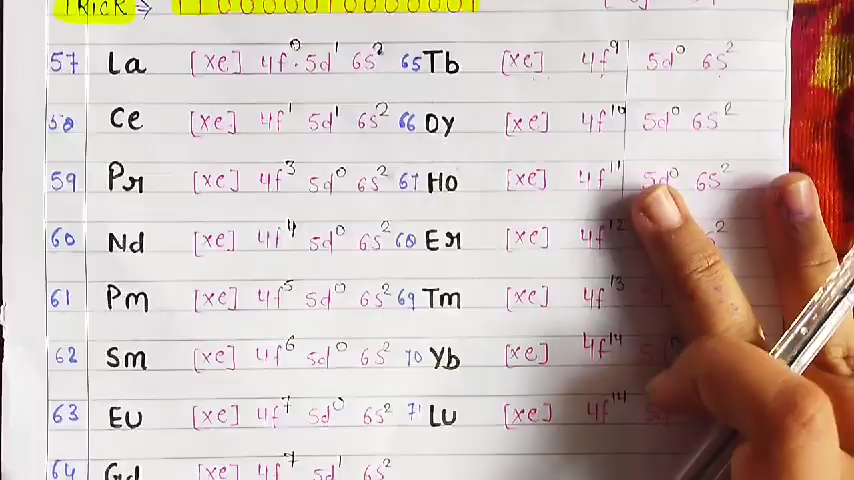 TRICK ⇒ 110000010000001
57 La [Xe] 4f⁰ 5d¹ 6s² 65 Tb [Xe] 4f⁹ 5d⁰ 6s²
58 Ce [Xe] 4f¹ 5d¹ 6s² 66 Dy [Xe] 4f¹⁰ 5d⁰ 6s²
59 Pr [Xe] 4f³ 5d⁰ 6s² 67 Ho [Xe] 4f¹¹ 5d⁰ 6s²
60 Nd [Xe] 4f⁴ 5d⁰ 6s² 68 Er [Xe] 4f¹²
61 Pm [Xe] 4f⁵ 5d⁰ 6s² 69 Tm [Xe] 4f¹³
62 Sm [Xe] 4f⁶ 5d⁰ 6s² 70 Yb [Xe] 4f¹⁴
63 Eu [Xe] 4f⁷ 5d⁰ 6s² 71 Lu [Xe] 4f¹⁴
64 Gd [Xe] 4f⁷ 5d¹ 6s²